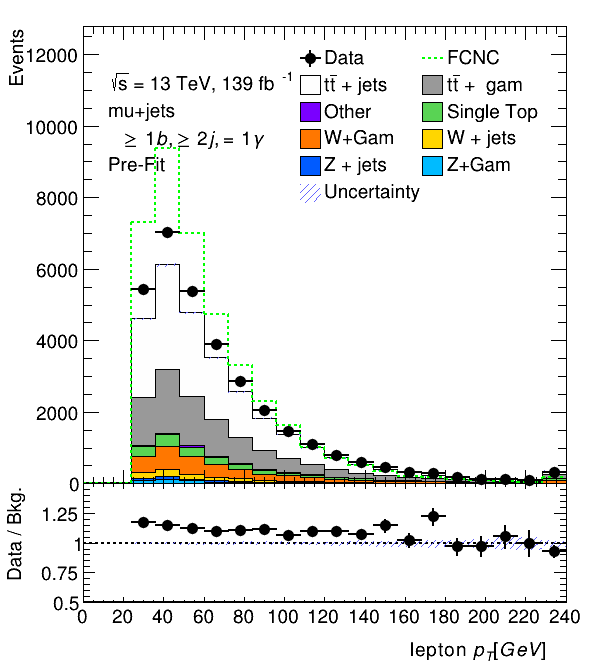 Events
12000
10000
8000
6000
4000
2000
0
√s = 13 TeV, 139 fb⁻¹
mu+jets
≥ 1b, ≥ 2j, = 1γ
Pre-Fit
Data
FCNC
tt̄ + jets
tt̄ + gam
Other
Single Top
W+Gam
W + jets
Z + jets
Z+Gam
Uncertainty
Data / Bkg.
1.25
1
0.75
0.5
0 20 40 60 80 100 120 140 160 180 200 220 240
lepton p_T[GeV]